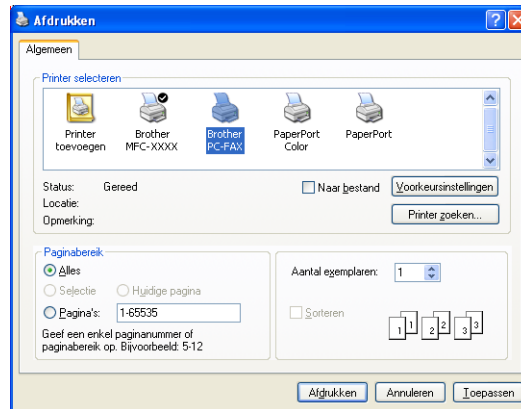 Afdrukken
Algemeen
Printer selecteren
Printer toevoegen
Brother MFC-XXXX
Brother PC-FAX
PaperPort Color
PaperPort
Status: Gereed
Locatie:
Opmerking:
Naar bestand
Voorkeursinstellingen
Printer zoeken...
Paginabereik
Alles
Selectie
Huidige pagina
Pagina's: 1-65535
Geef een enkel paginanummer of
paginabereik op. Bijvoorbeeld: 5-12
Aantal exemplaren: 1
Sorteren
1 1 2 2 3 3
Afdrukken
Annuleren
Toepassen